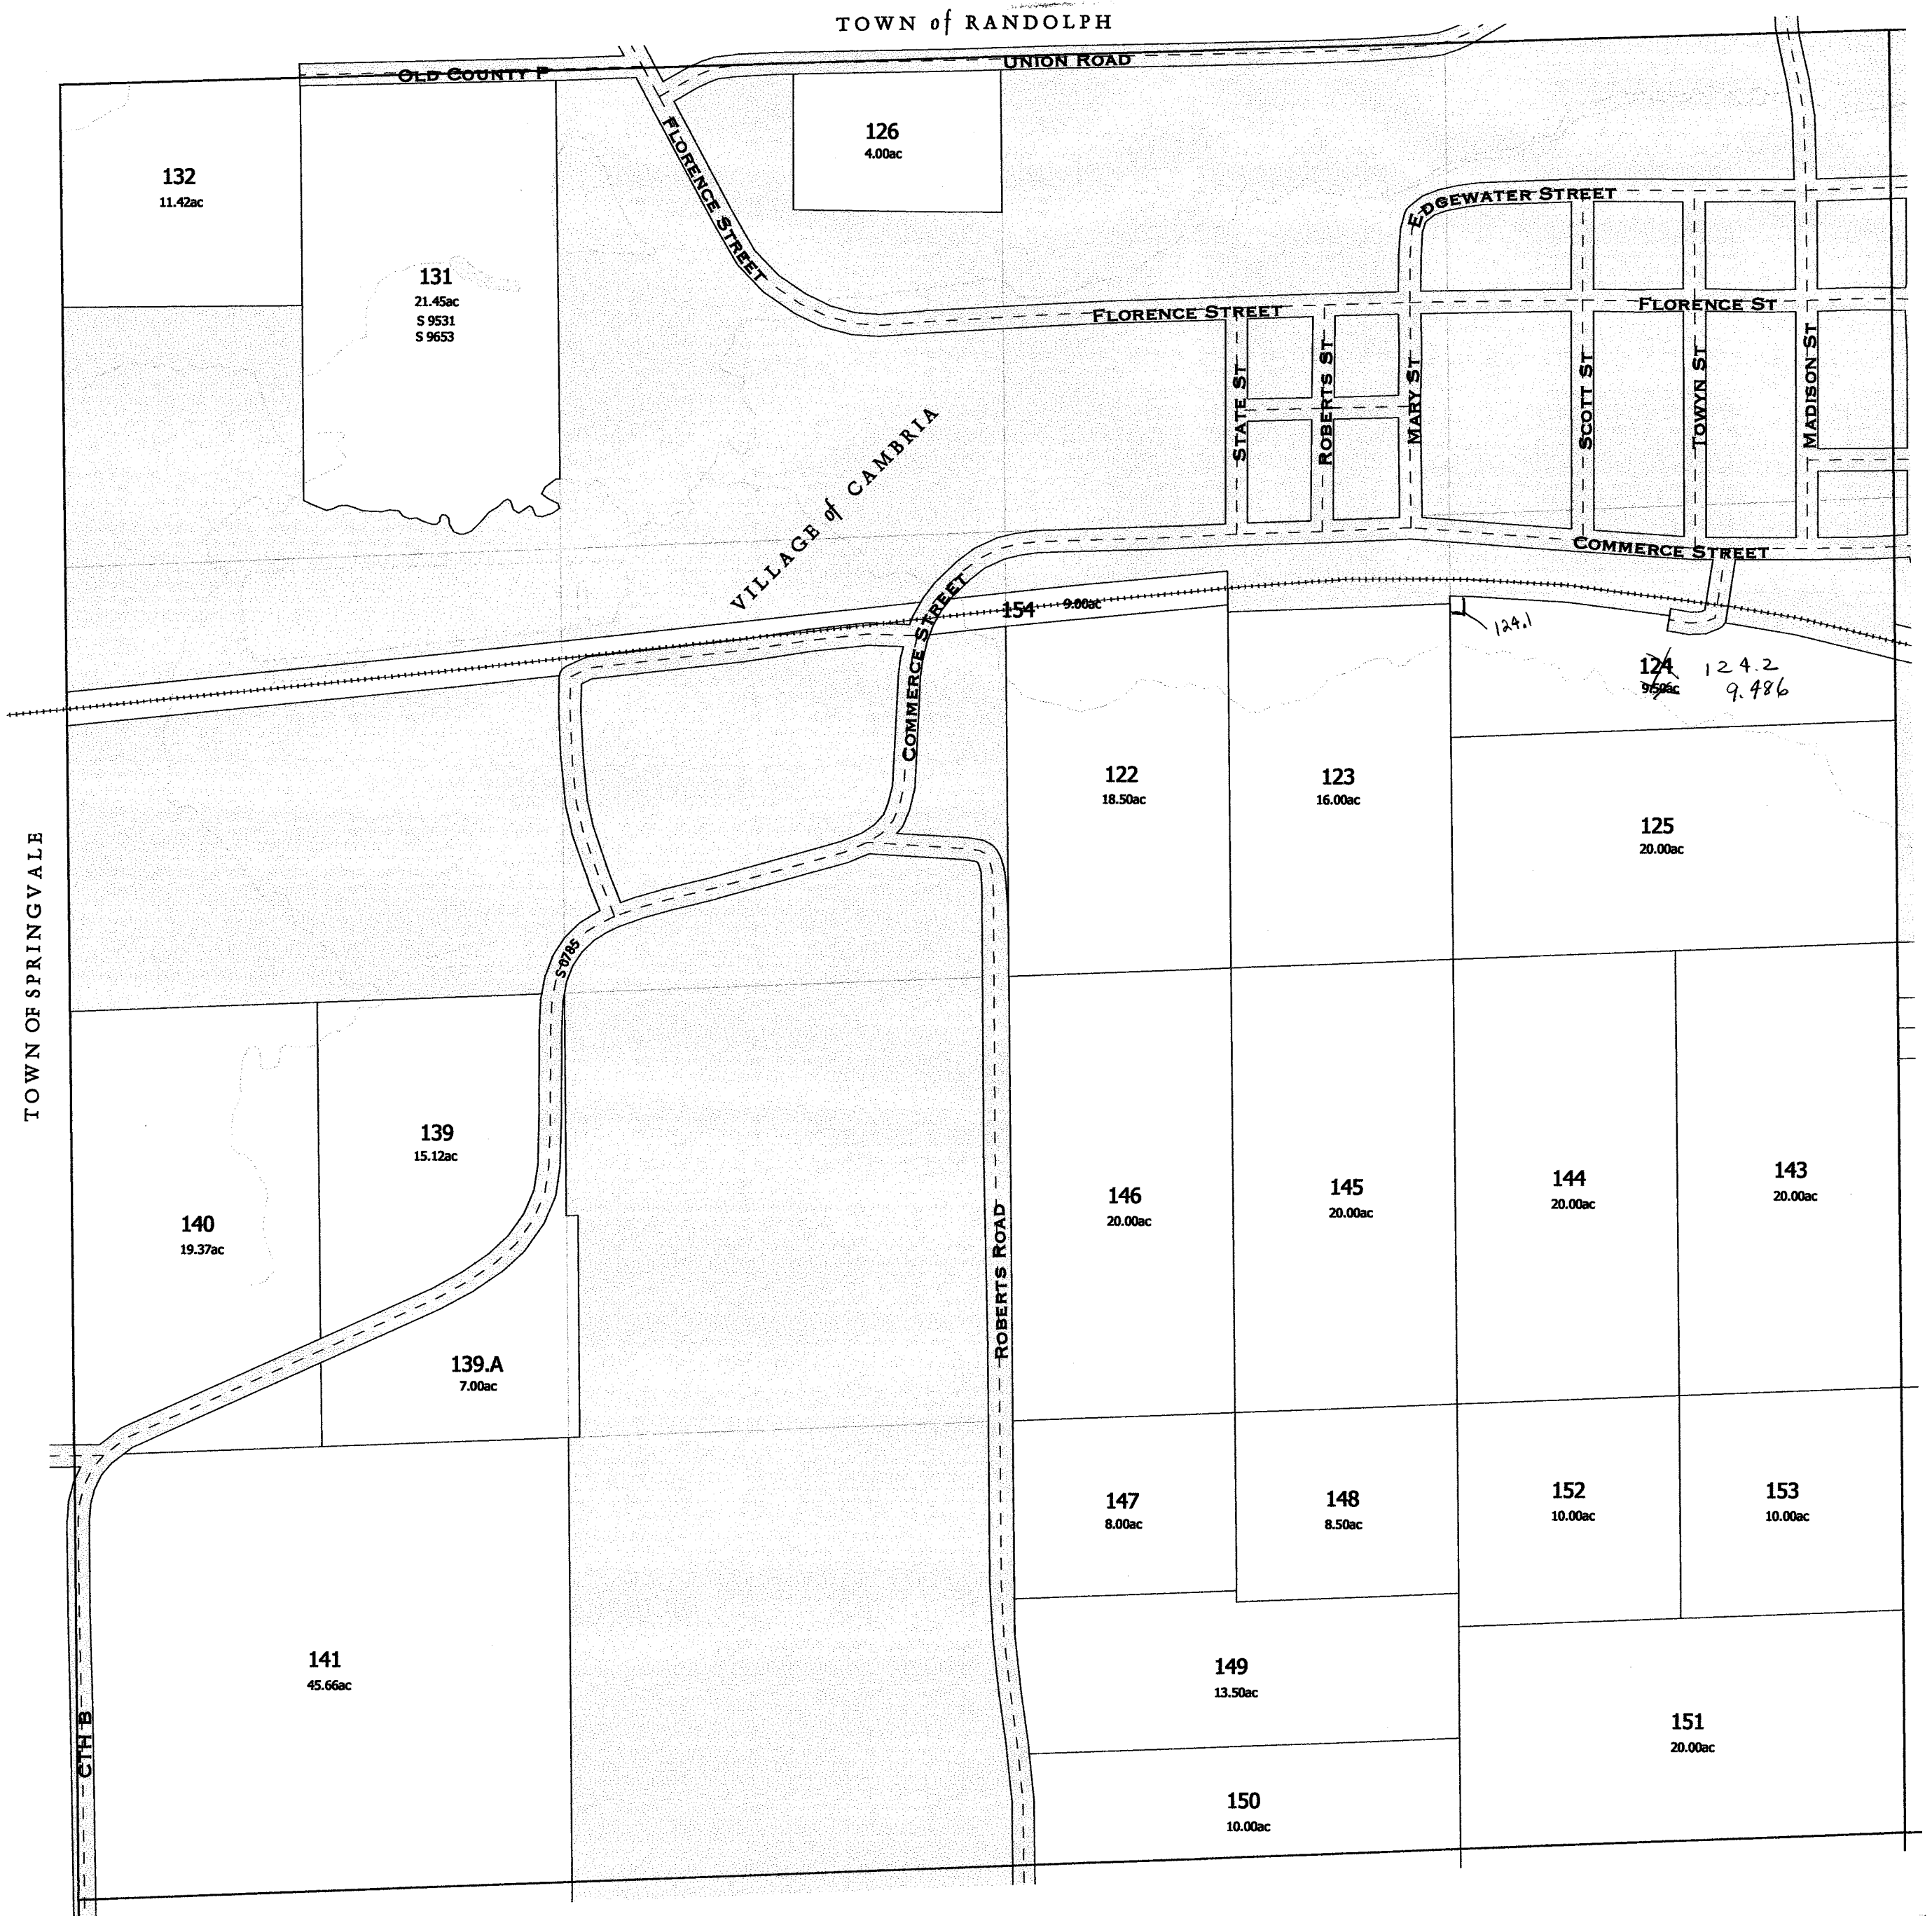 TOWN of RANDOLPH
OLD COUNTY P
UNION ROAD
126
4.00ac
FLORENCE STREET
132
11.42ac
EDGEWATER STREET
131
21.45ac
S 9531
S 9653
FLORENCE STREET
FLORENCE ST
STATE ST
ROBERTS ST
MARY ST
SCOTT ST
TOWYN ST
MADISON ST
VILLAGE of CAMBRIA
COMMERCE STREET
COMMERCE STREET
154 9.00ac
124.1
124 124.2
9.50ac 9.486
COMMERCE STREET
122
18.50ac
123
16.00ac
125
20.00ac
TOWN OF SPRINGVALE
S 0785
139
15.12ac
140
19.37ac
146
20.00ac
145
20.00ac
144
20.00ac
143
20.00ac
ROBERTS ROAD
139.A
7.00ac
147
8.00ac
148
8.50ac
152
10.00ac
153
10.00ac
141
45.66ac
149
13.50ac
151
20.00ac
CTH B
150
10.00ac